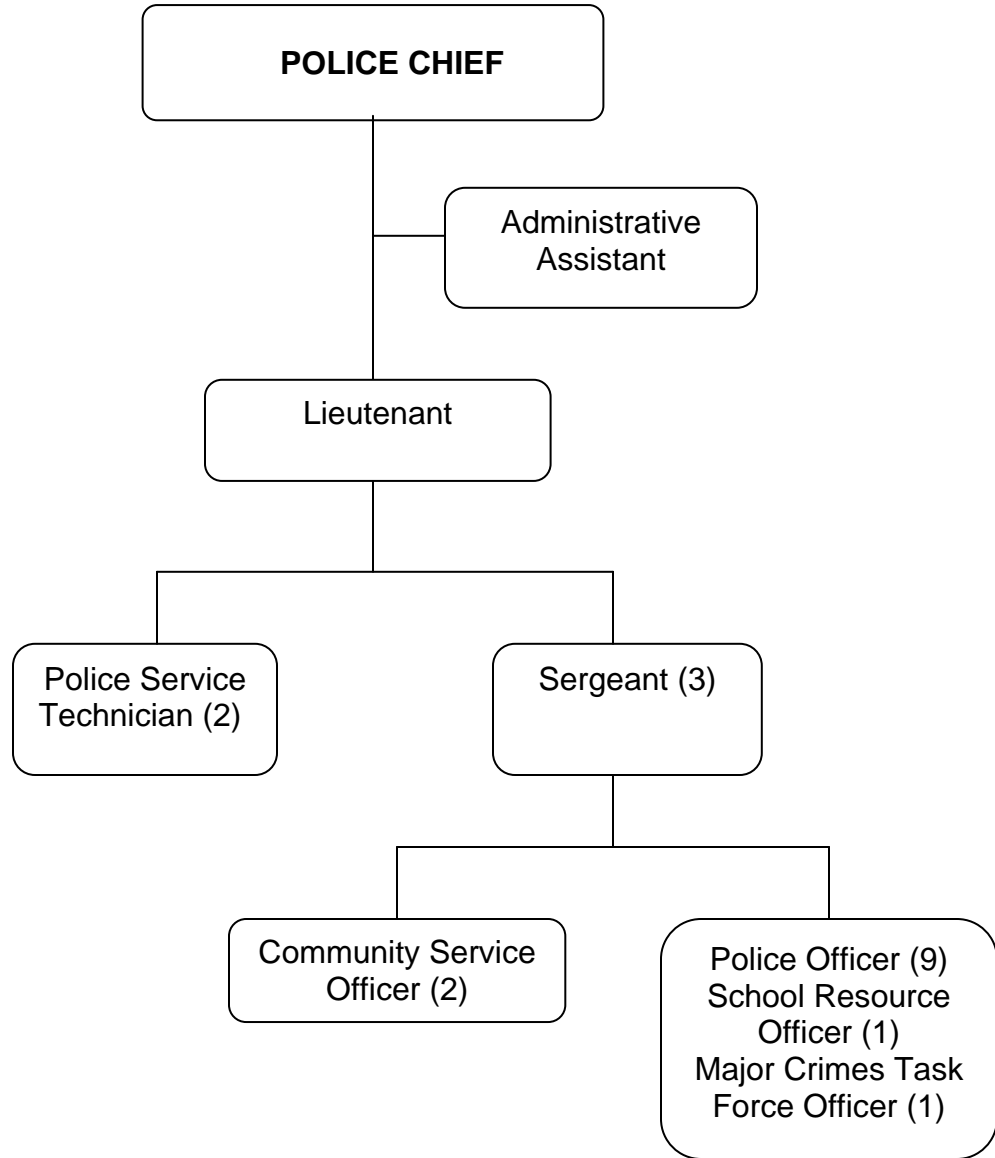 POLICE CHIEF
Administrative
Assistant
Lieutenant
Police Service
Technician (2)
Sergeant (3)
Community Service
Officer (2)
Police Officer (9)
School Resource
Officer (1)
Major Crimes Task
Force Officer (1)